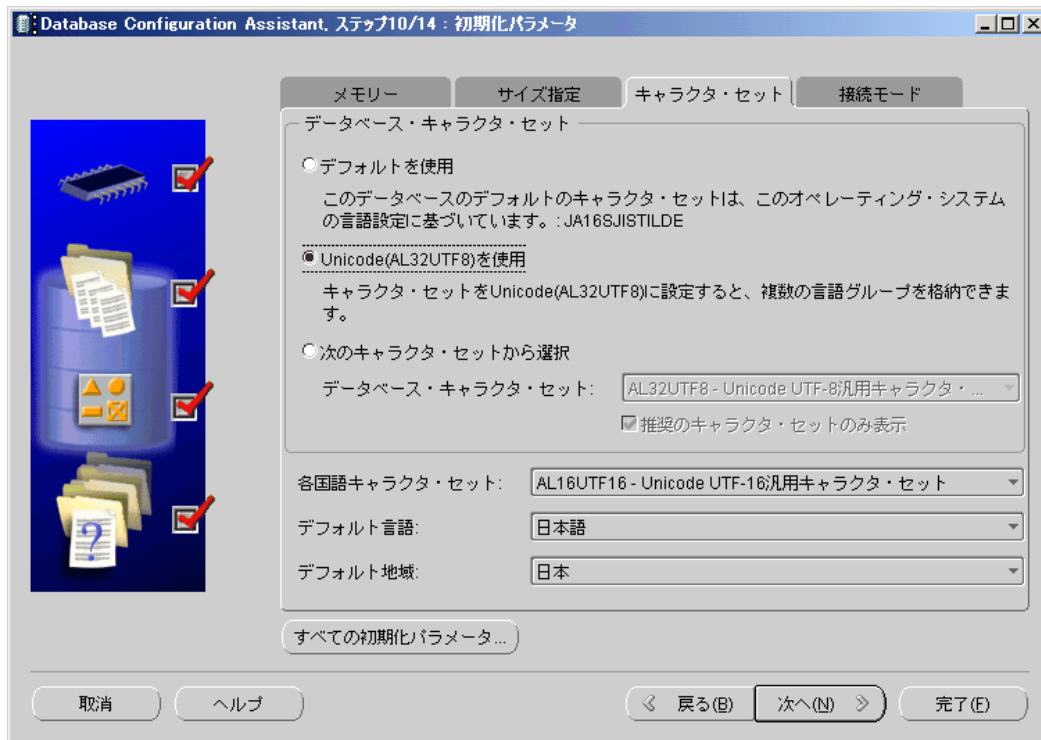 Database Configuration Assistant, ステップ10/14 : 初期化パラメータ
メモリー
サイズ指定
キャラクタ・セット
接続モード
データベース・キャラクタ・セット
デフォルトを使用
このデータベースのデフォルトのキャラクタ・セットは、このオペレーティング・システム
の言語設定に基づいています。: JA16SJISTILDE
Unicode(AL32UTF8)を使用
キャラクタ・セットをUnicode(AL32UTF8)に設定すると、複数の言語グループを格納できま
す。
次のキャラクタ・セットから選択
データベース・キャラクタ・セット:
AL32UTF8 - Unicode UTF-8汎用キャラクタ・ ...
推奨のキャラクタ・セットのみ表示
各国語キャラクタ・セット:
AL16UTF16 - Unicode UTF-16汎用キャラクタ・セット
デフォルト言語:
日本語
デフォルト地域:
日本
すべての初期化パラメータ...
取消
ヘルプ
戻る(B)
次へ(N)
完了(F)